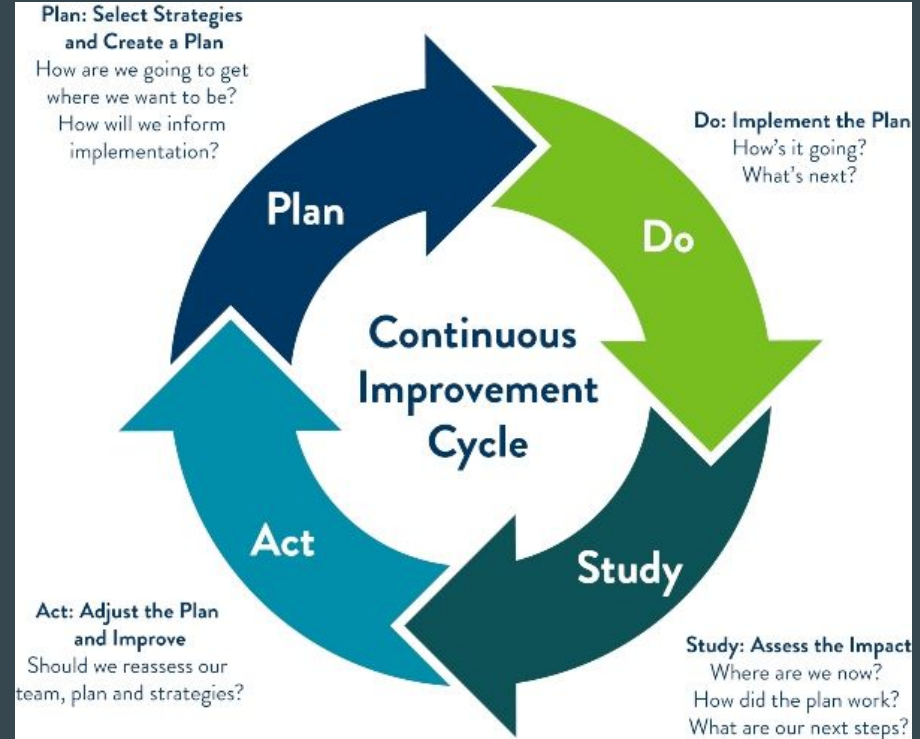 Plan: Select Strategies
and Create a Plan
How are we going to get
where we want to be?
How will we inform
implementation?
Do: Implement the Plan
How's it going?
What's next?
Plan
Do
Continuous
Improvement
Cycle
Act
Study
Act: Adjust the Plan
and Improve
Should we reassess our
team, plan and strategies?
Study: Assess the Impact
Where are we now?
How did the plan work?
What are our next steps?